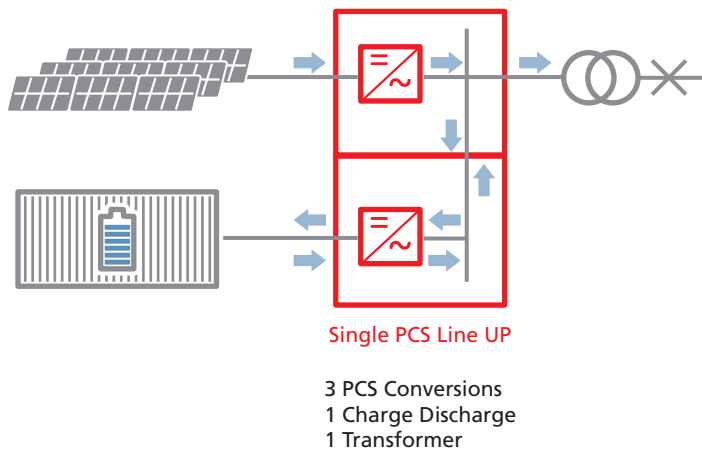 Single PCS Line UP
3 PCS Conversions
1 Charge Discharge
1 Transformer